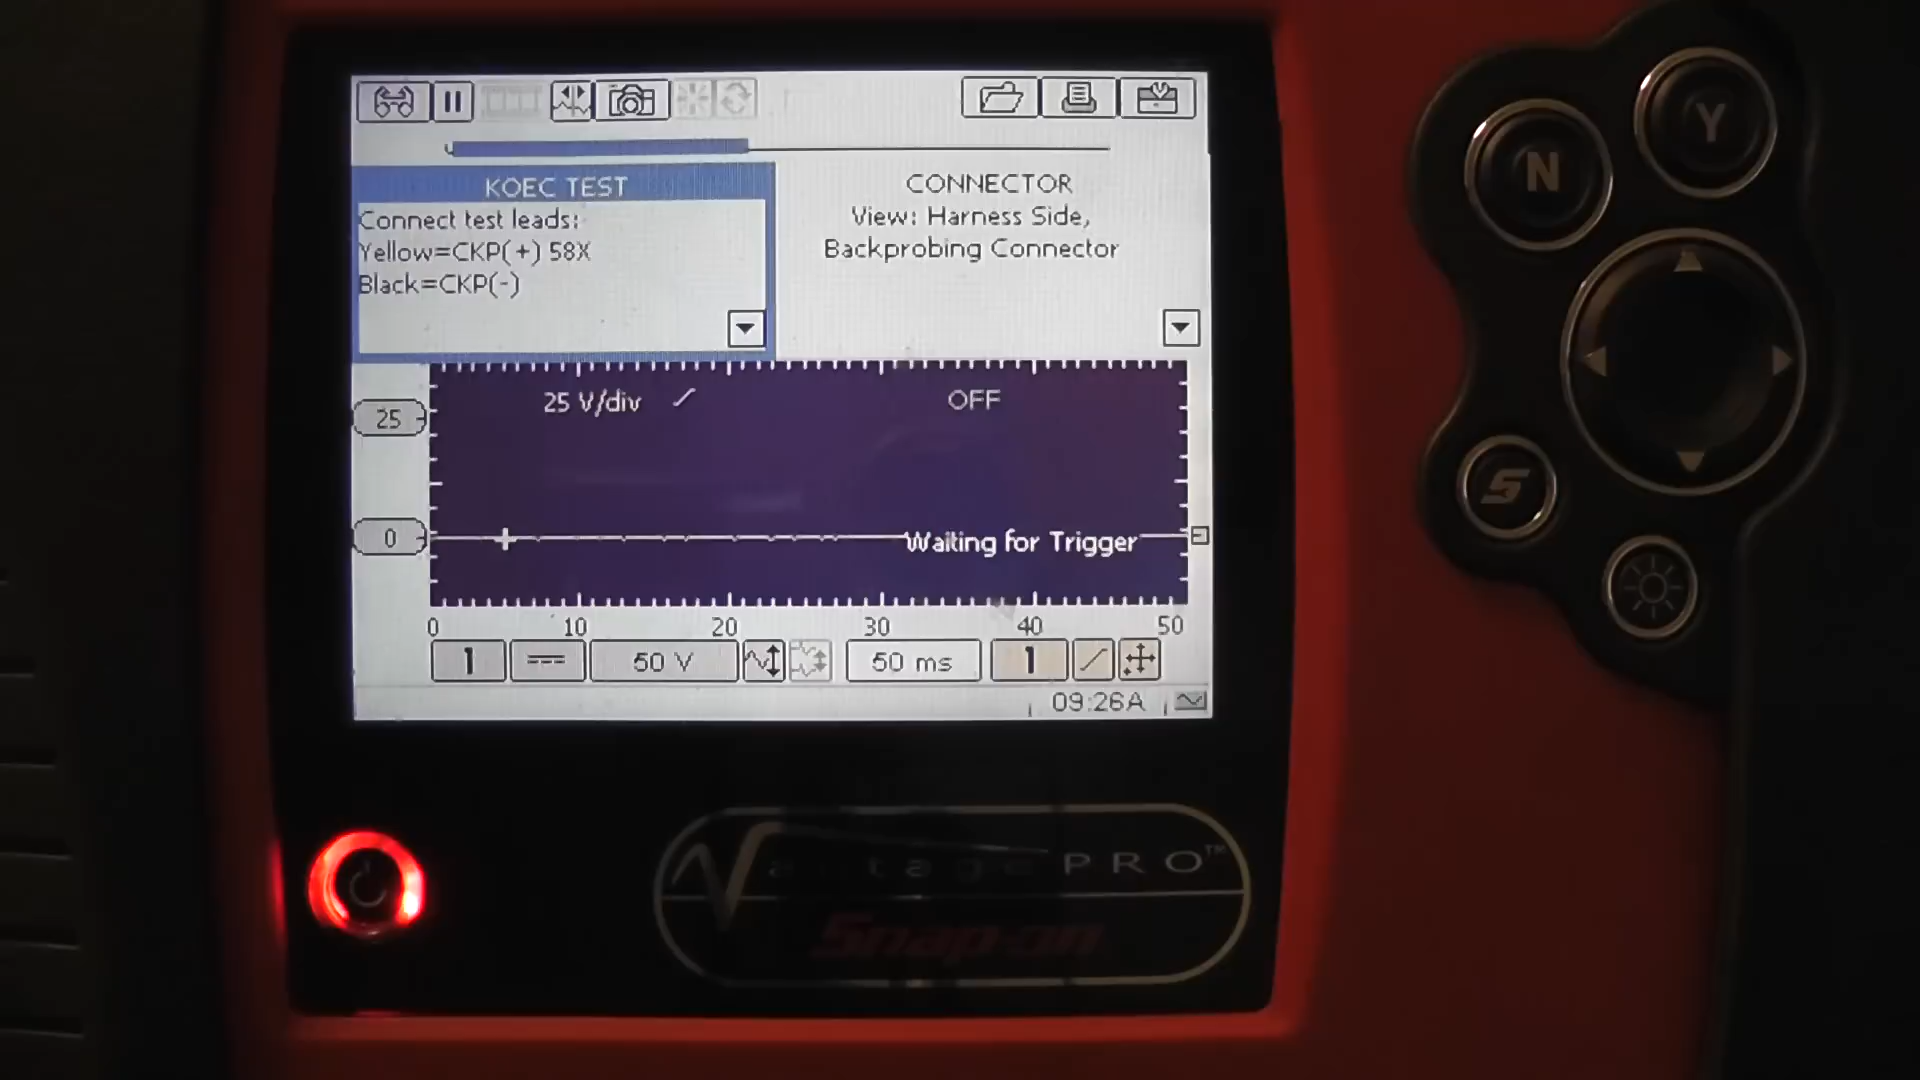 KOEC TEST
Connect test leads:
Yellow=CKP(+) 58X
Black=CKP(-)
CONNECTOR
View: Harness Side,
Backprobing Connector
25 V/div
OFF
25
0
Waiting for Trigger
0 10 20 30 40 50
1
50 V
50 ms
1
09:26A
N
Y
S
Vantage PRO™
Snap-on